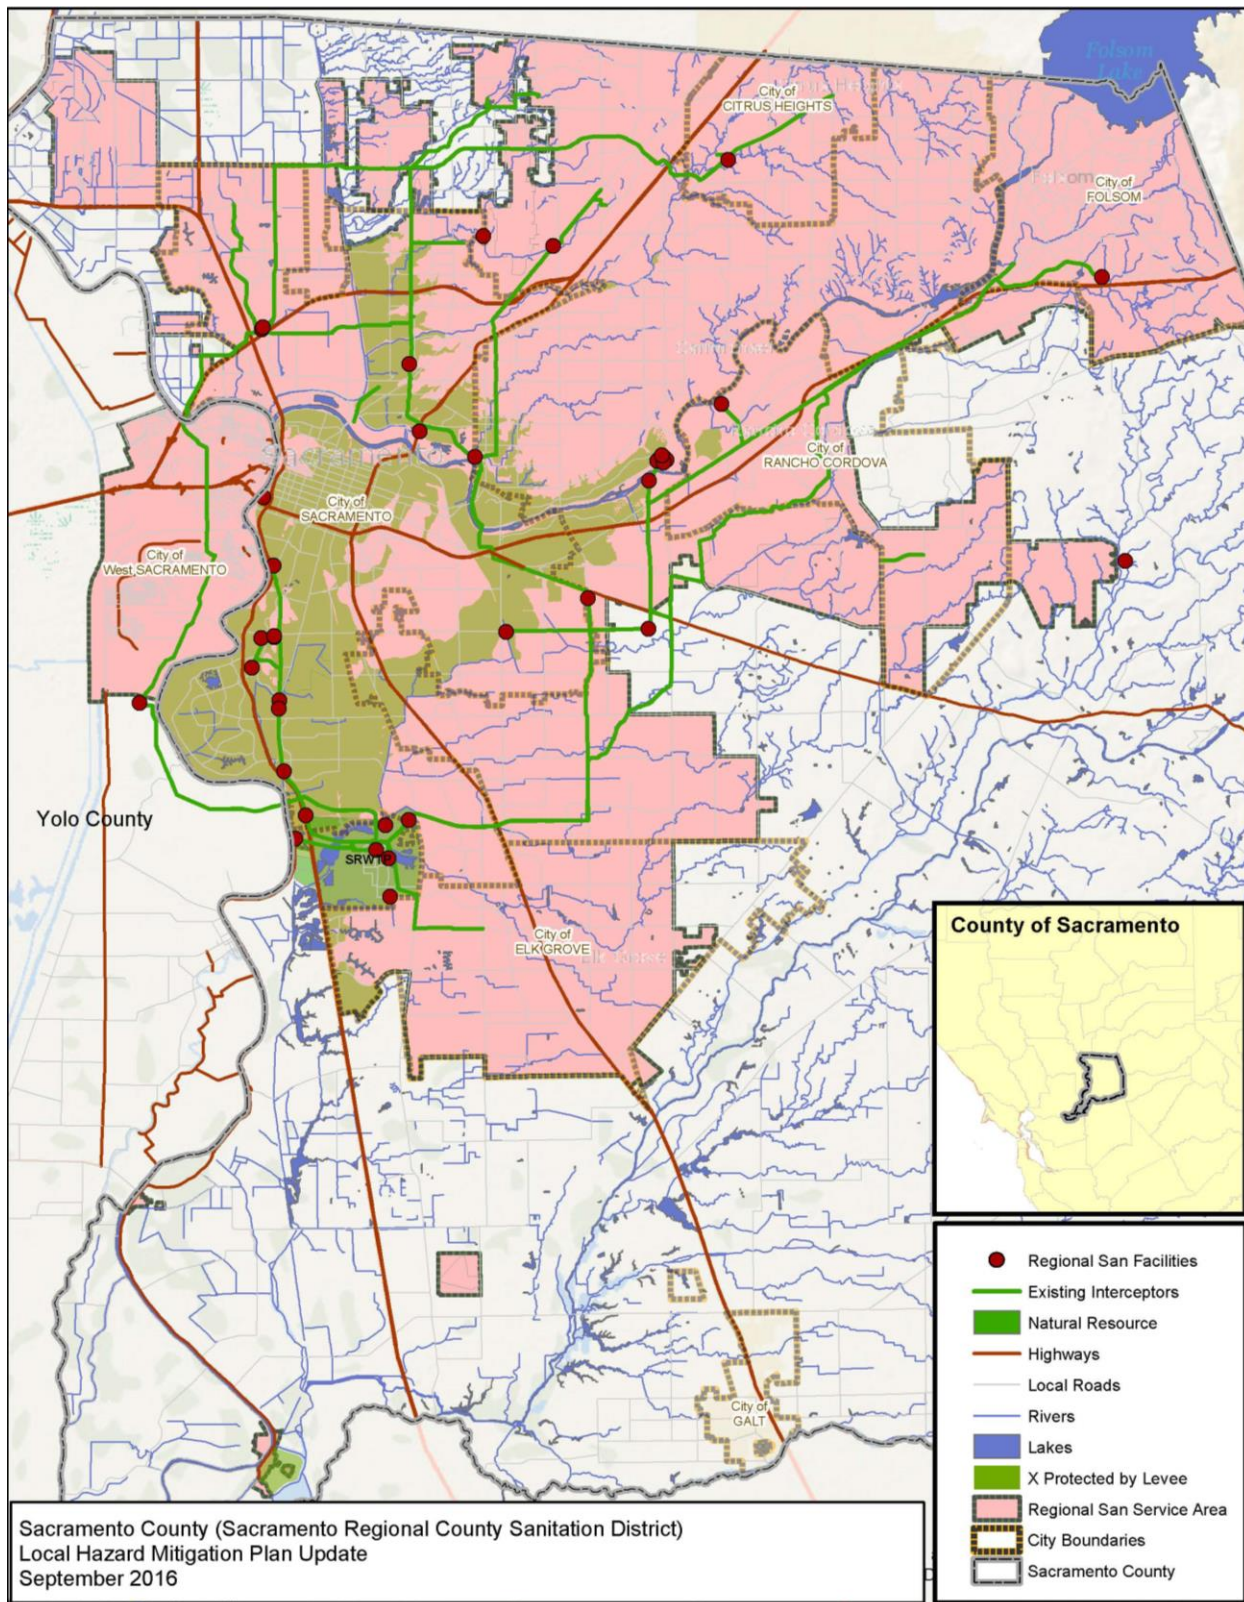 Folsom
Lake
City of
CITRUS HEIGHTS
City of
FOLSOM
City of
RANCHO CORDOVA
Sacramento
City of
SACRAMENTO
City of
West SACRAMENTO
Yolo County
SRWTP
City of
ELK GROVE
City of
GALT
County of Sacramento
Regional San Facilities
Existing Interceptors
Natural Resource
Highways
Local Roads
Rivers
Lakes
X Protected by Levee
Regional San Service Area
City Boundaries
Sacramento County
Sacramento County (Sacramento Regional County Sanitation District)
Local Hazard Mitigation Plan Update
September 2016